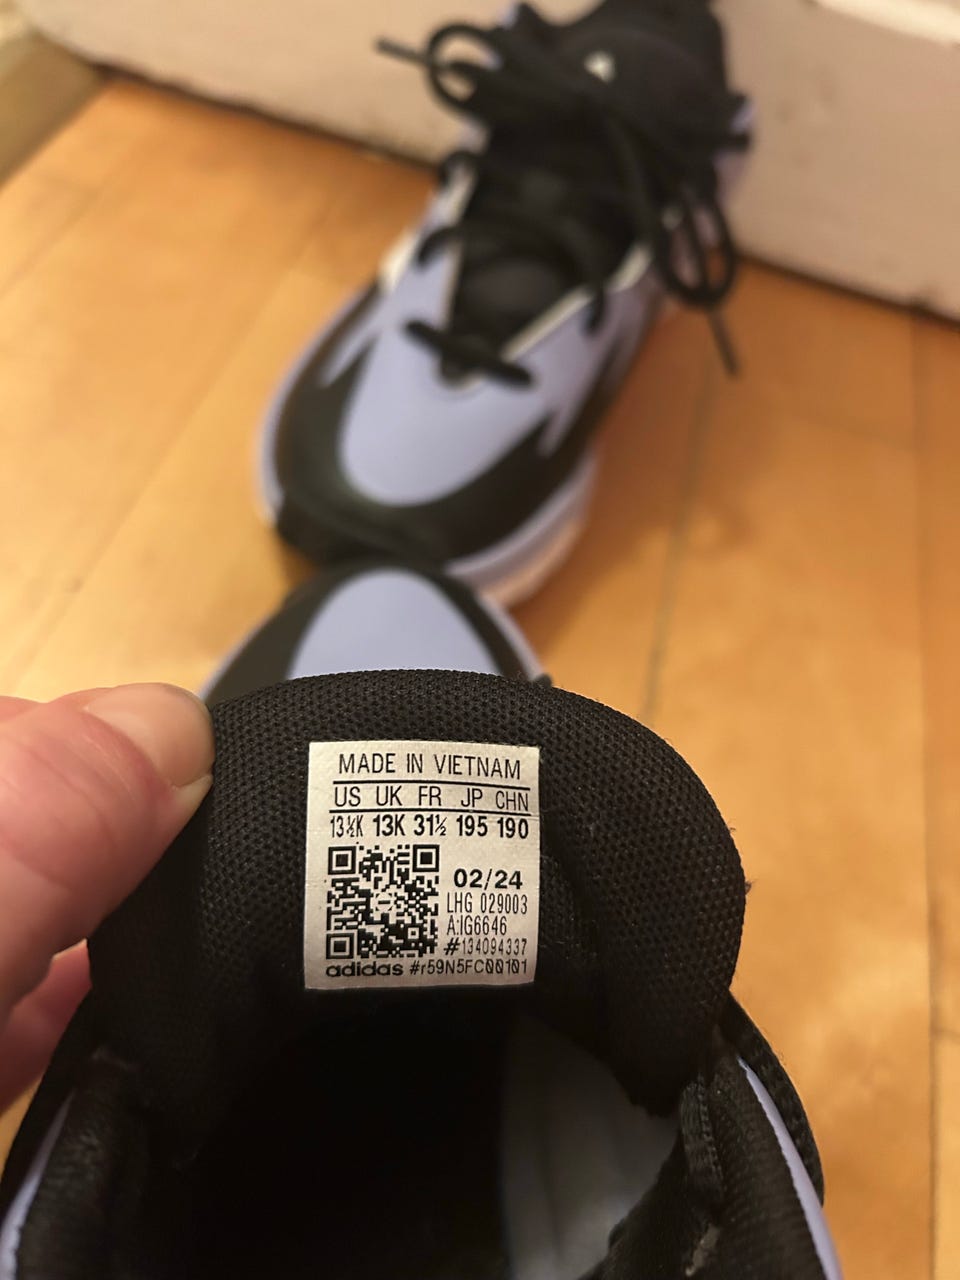 MADE IN VIETNAM
US UK FR JP CHN
13½K 13K 31½ 195 190
02/24
LHG 029003
A:IG6646
#134094337
adidas #r59N5FC00101